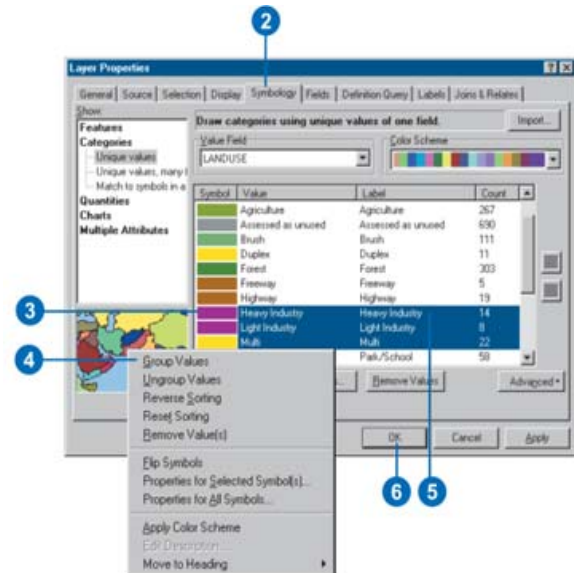 2
Layer Properties
General Source Selection Display Symbology Fields Definition Query Labels Joins & Relates
Show:
Features
Categories
Unique values
Unique values, many f
Match to symbols in a
Quantities
Charts
Multiple Attributes
Draw categories using unique values of one field.
Import...
Value Field
LANDUSE
Color Scheme
Symbol Value Label Count
Agriculture Agriculture 267
Assessed as unused Assessed as unused 690
Brush Brush 111
Duplex Duplex 11
Forest Forest 303
Freeway Freeway 5
Highway Highway 19
3
Heavy Industry Heavy Industry 14
Light Industry Light Industry 8
Multi Multi 22
Park/School 58
4
Group Values
Ungroup Values
Reverse Sorting
Reset Sorting
Remove Value(s)
Flip Symbols
Properties for Selected Symbol(s)...
Properties for All Symbols...
Apply Color Scheme
Edit Description...
Move to Heading
... Remove Values Advanced
OK Cancel Apply
6
5